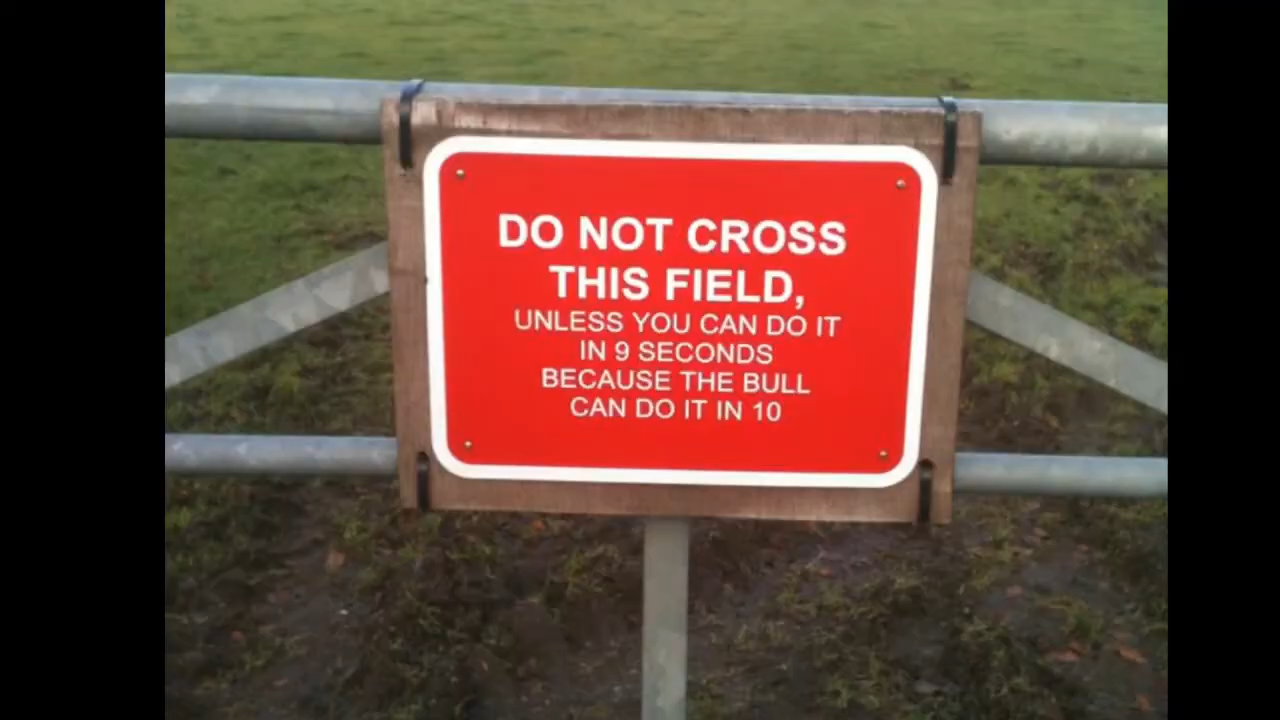 DO NOT CROSS
THIS FIELD,
UNLESS YOU CAN DO IT
IN 9 SECONDS
BECAUSE THE BULL
CAN DO IT IN 10